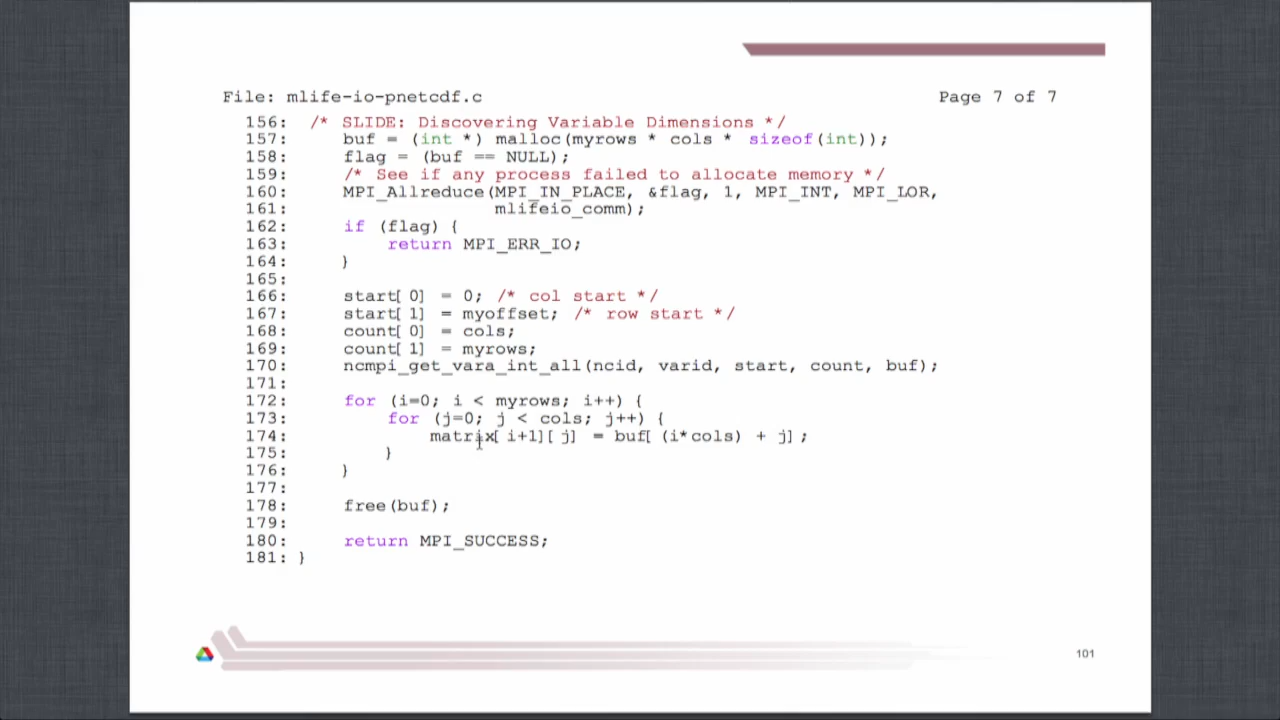 File: mlife-io-pnetcdf.c Page 7 of 7
156: /* SLIDE: Discovering Variable Dimensions */
157: buf = (int *) malloc(myrows * cols * sizeof(int));
158: flag = (buf == NULL);
159: /* See if any process failed to allocate memory */
160: MPI_Allreduce(MPI_IN_PLACE, &flag, 1, MPI_INT, MPI_LOR,
161: mlifeio_comm);
162: if (flag) {
163: return MPI_ERR_IO;
164: }
165:
166: start[ 0] = 0; /* col start */
167: start[ 1] = myoffset; /* row start */
168: count[ 0] = cols;
169: count[ 1] = myrows;
170: ncmpi_get_vara_int_all(ncid, varid, start, count, buf);
171:
172: for (i=0; i < myrows; i++) {
173: for (j=0; j < cols; j++) {
174: matrix[ i+1][ j] = buf[ (i*cols) + j] ;
175: }
176: }
177:
178: free(buf);
179:
180: return MPI_SUCCESS;
181: }
101